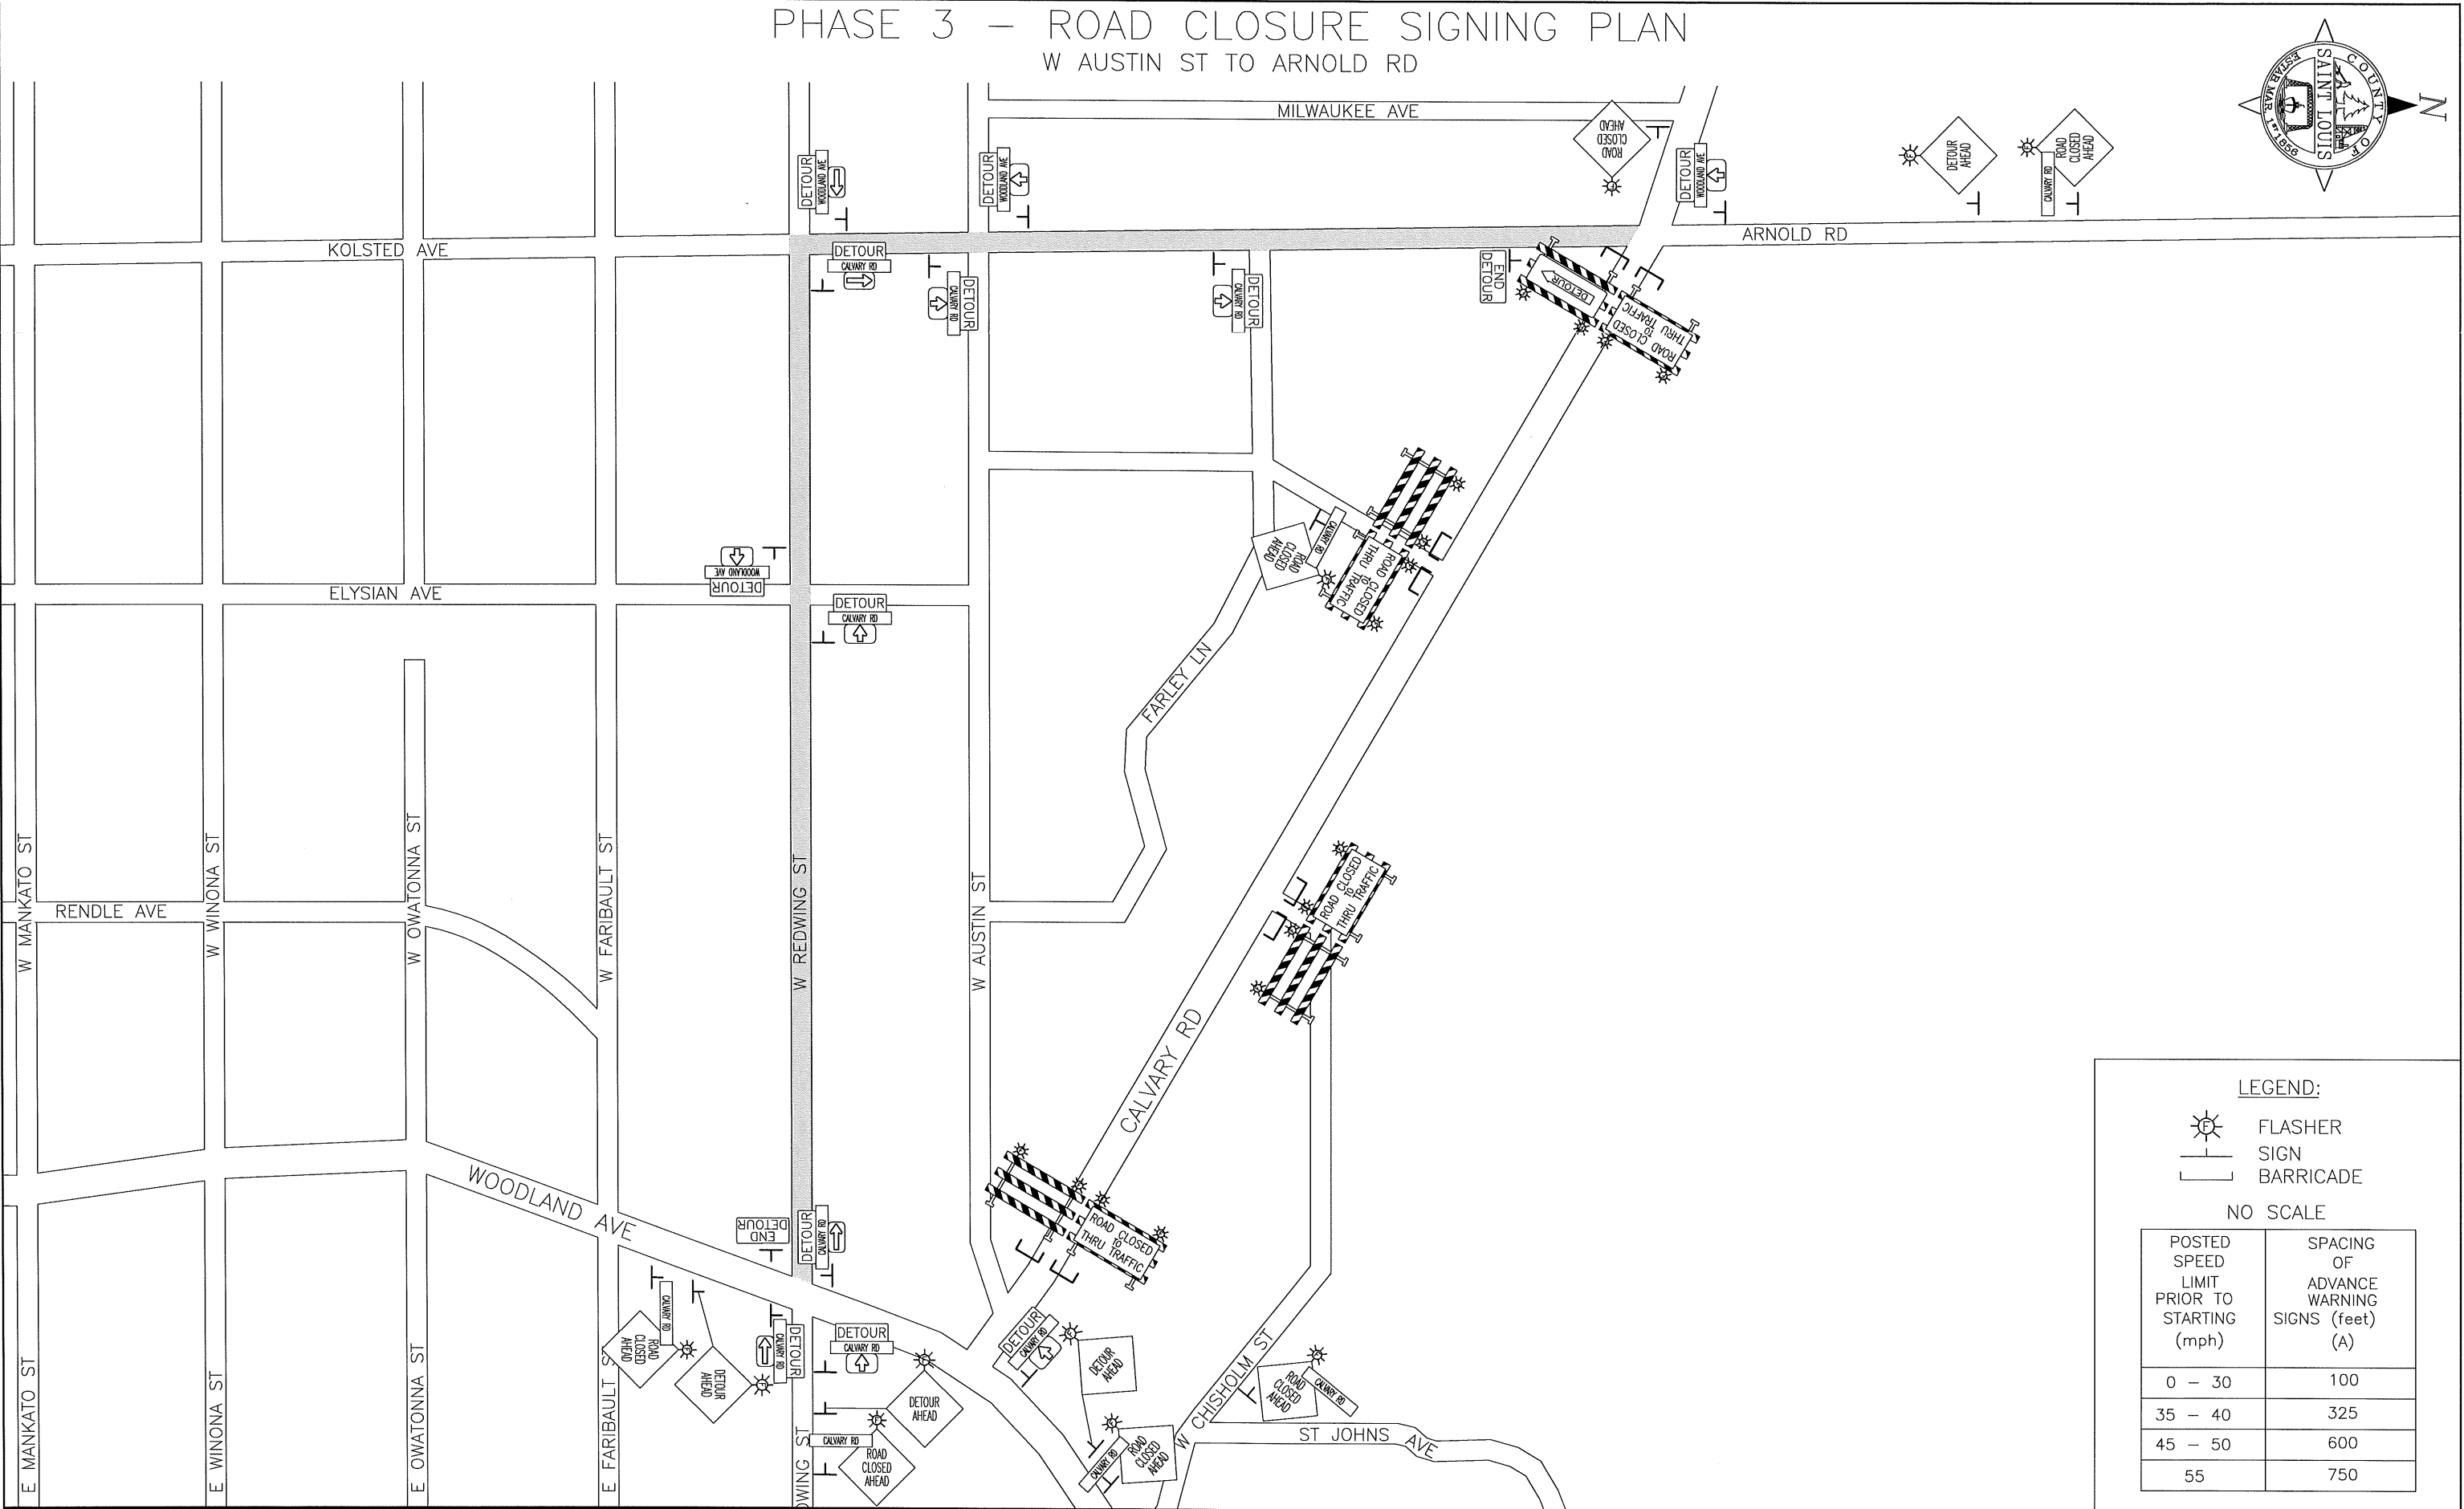 PHASE 3 – ROAD CLOSURE SIGNING PLAN
W AUSTIN ST TO ARNOLD RD
COUNTY OF
SAINT LOUIS
ESTAB MAR. 1ST 1856
N
MILWAUKEE AVE
ROAD
CLOSED
AHEAD
DETOUR
WOODLAND AVE
DETOUR
WOODLAND AVE
DETOUR
WOODLAND AVE
DETOUR
AHEAD
ROAD
CLOSED
AHEAD
CALVARY RD
KOLSTED AVE
ARNOLD RD
DETOUR
CALVARY RD
DETOUR
CALVARY RD
DETOUR
CALVARY RD
END
DETOUR
DETOUR
ROAD CLOSED
TO
THRU TRAFFIC
ROAD
CLOSED
AHEAD
CALVARY RD
ROAD CLOSED
TO
THRU TRAFFIC
DETOUR
WOODLAND AVE
ELYSIAN AVE
DETOUR
CALVARY RD
FARLEY LN
ROAD CLOSED
TO
THRU TRAFFIC
W MANKATO ST
RENDLE AVE
W WINONA ST
W OWATONNA ST
W FARIBAULT ST
W REDWING ST
W AUSTIN ST
CALVARY RD
WOODLAND AVE
END
DETOUR
DETOUR
CALVARY RD
ROAD CLOSED
TO
THRU TRAFFIC
CALVARY RD
ROAD
CLOSED
AHEAD
DETOUR
AHEAD
DETOUR
CALVARY RD
DETOUR
CALVARY RD
DETOUR
AHEAD
CALVARY RD
ROAD
CLOSED
AHEAD
DETOUR
CALVARY RD
DETOUR
AHEAD
CALVARY RD
ROAD
CLOSED
AHEAD
W CHISHOLM ST
ROAD
CLOSED
AHEAD
CALVARY RD
ST JOHNS AVE
E MANKATO ST
E WINONA ST
E OWATONNA ST
E FARIBAULT ST
DWING ST
LEGEND:
F FLASHER
SIGN
BARRICADE
NO SCALE
POSTED SPEED LIMIT PRIOR TO STARTING (mph)
SPACING OF ADVANCE WARNING SIGNS (feet) (A)
0 – 30 100
35 – 40 325
45 – 50 600
55 750